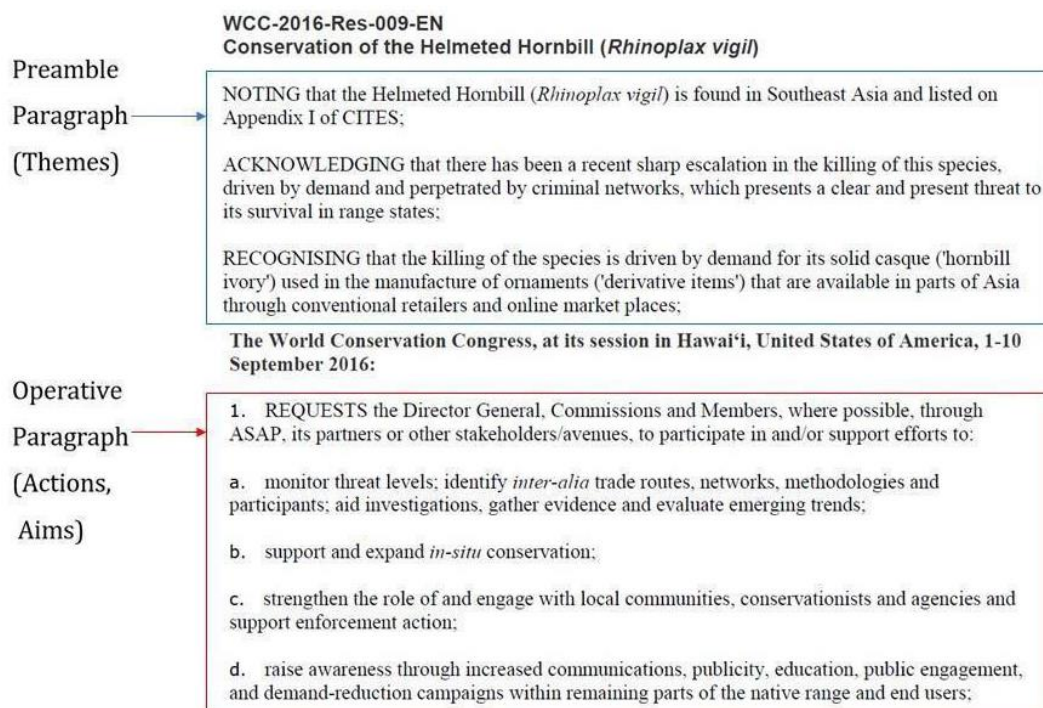 WCC-2016-Res-009-EN
Conservation of the Helmeted Hornbill (Rhinoplax vigil)
Preamble
Paragraph
(Themes)
NOTING that the Helmeted Hornbill (Rhinoplax vigil) is found in Southeast Asia and listed on
Appendix I of CITES;
ACKNOWLEDGING that there has been a recent sharp escalation in the killing of this species,
driven by demand and perpetrated by criminal networks, which presents a clear and present threat to
its survival in range states;
RECOGNISING that the killing of the species is driven by demand for its solid casque ('hornbill
ivory') used in the manufacture of ornaments ('derivative items') that are available in parts of Asia
through conventional retailers and online market places;
The World Conservation Congress, at its session in Hawai‘i, United States of America, 1-10
September 2016:
Operative
Paragraph
(Actions,
Aims)
1. REQUESTS the Director General, Commissions and Members, where possible, through
ASAP, its partners or other stakeholders/avenues, to participate in and/or support efforts to:
a. monitor threat levels; identify inter-alia trade routes, networks, methodologies and
participants; aid investigations, gather evidence and evaluate emerging trends;
b. support and expand in-situ conservation;
c. strengthen the role of and engage with local communities, conservationists and agencies and
support enforcement action;
d. raise awareness through increased communications, publicity, education, public engagement,
and demand-reduction campaigns within remaining parts of the native range and end users;